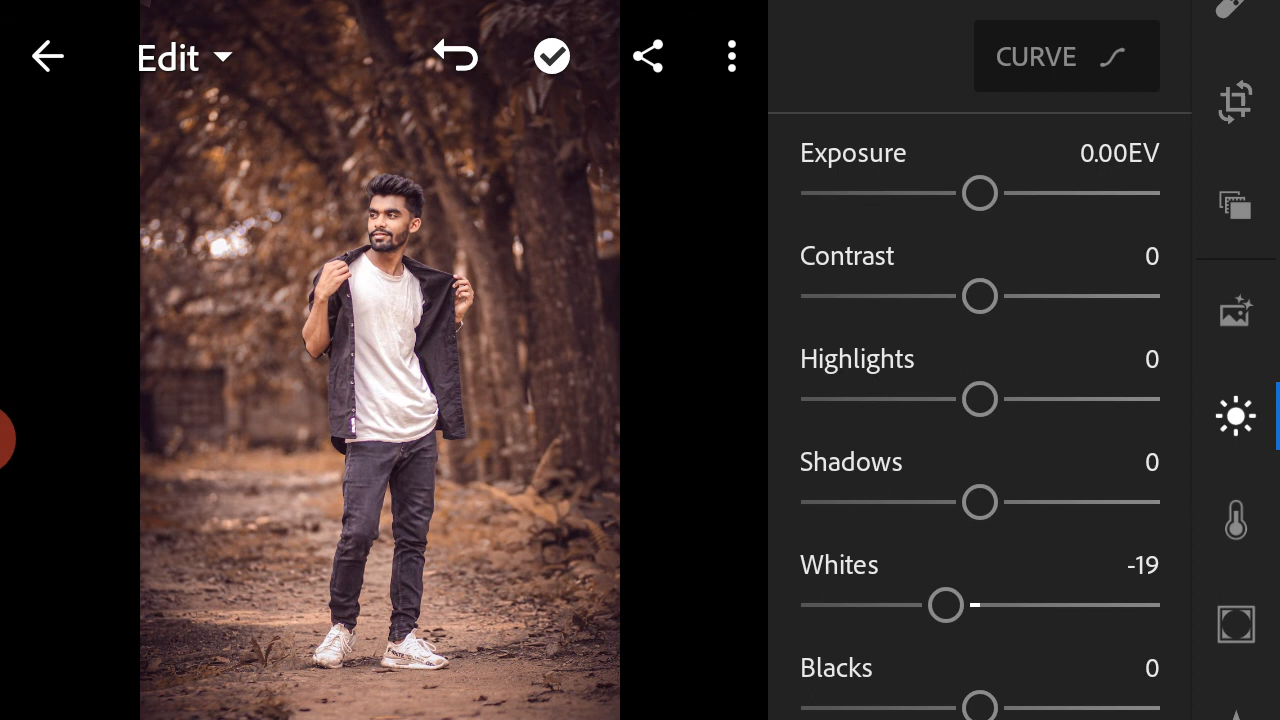 Edit
CURVE
Exposure 0.00EV
Contrast 0
Highlights 0
Shadows 0
Whites -19
Blacks 0